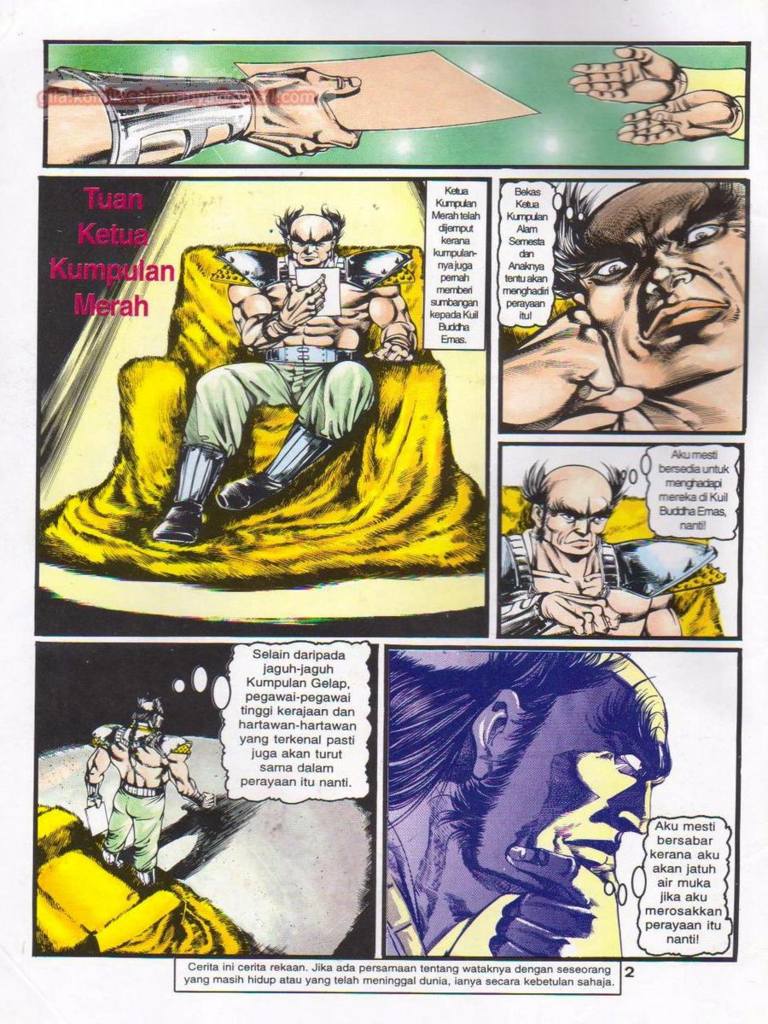 Tuan
Ketua
Kumpulan
Merah
Ketua
Kumpulan
Merah telah
dijemput
kerana
kumpulan-
nya juga
pernah
memberi
sumbangan
kepada Kuil
Buddha
Emas.
Bekas
Ketua
Kumpulan
Alam
Semesta
dan
Anaknya
tentu akan
menghadiri
perayaan
itu!
Aku mesti
bersedia untuk
menghadapi
mereka di Kuil
Buddha Emas,
nanti!
Selain daripada
jaguh-jaguh
Kumpulan Gelap,
pegawai-pegawai
tinggi kerajaan dan
hartawan-hartawan
yang terkenal pasti
juga akan turut
sama dalam
perayaan itu nanti.
Aku mesti
bersabar
kerana aku
akan jatuh
air muka
jika aku
merosakkan
perayaan itu
nanti!
Cerita ini cerita rekaan. Jika ada persamaan tentang wataknya dengan seseorang
yang masih hidup atau yang telah meninggal dunia, ianya secara kebetulan sahaja.
2